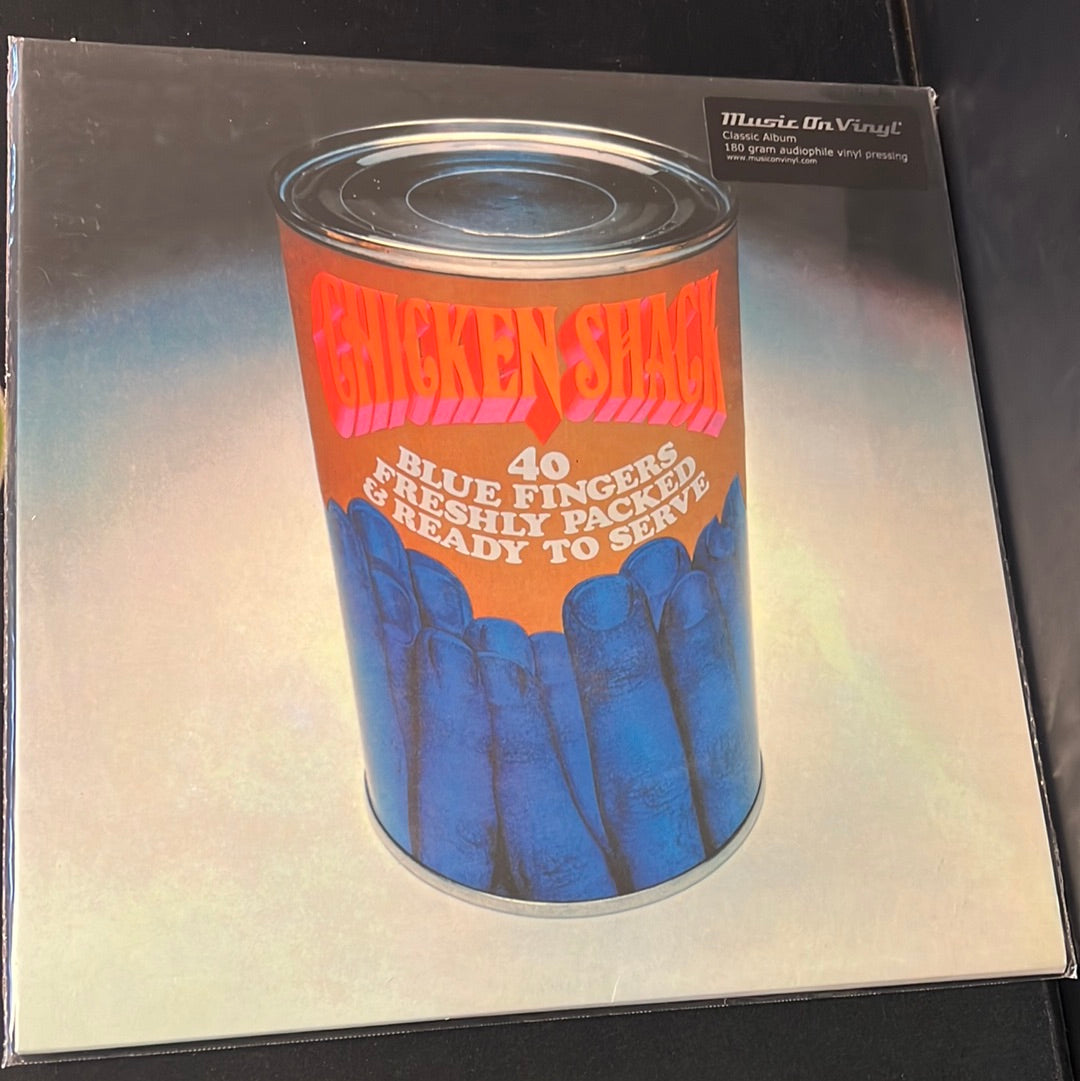 Music On Vinyl
Classic Album
180 gram audiophile vinyl pressing
www.musiconvinyl.com
CHICKEN SHACK
40
BLUE FINGERS
FRESHLY PACKED
& READY TO SERVE